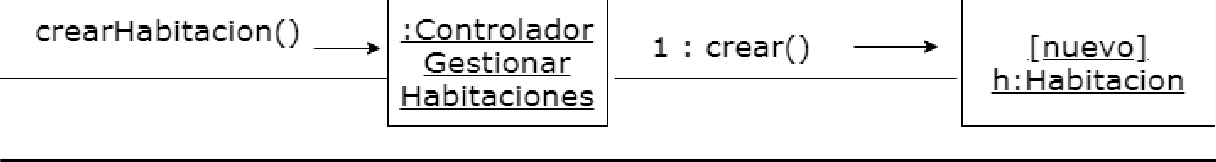 crearHabitacion()
:Controlador
Gestionar
Habitaciones
1 : crear()
[nuevo]
h:Habitacion